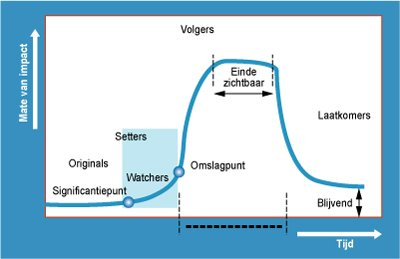 Volgers
Mate van impact
Einde
zichtbaar
Laatkomers
Setters
Originals
Omslagpunt
Watchers
Significantiepunt
Blijvend
Tijd